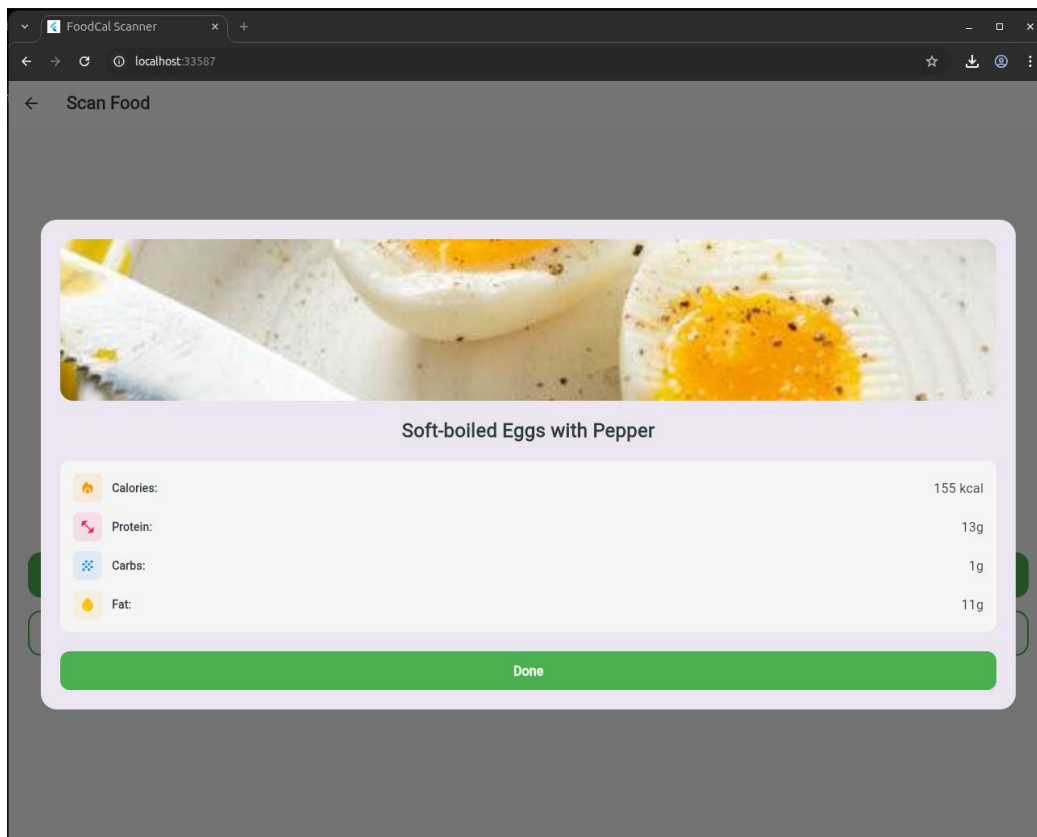 FoodCal Scanner
localhost:33587
Scan Food
Soft-boiled Eggs with Pepper
Calories: 155 kcal
Protein: 13g
Carbs: 1g
Fat: 11g
Done